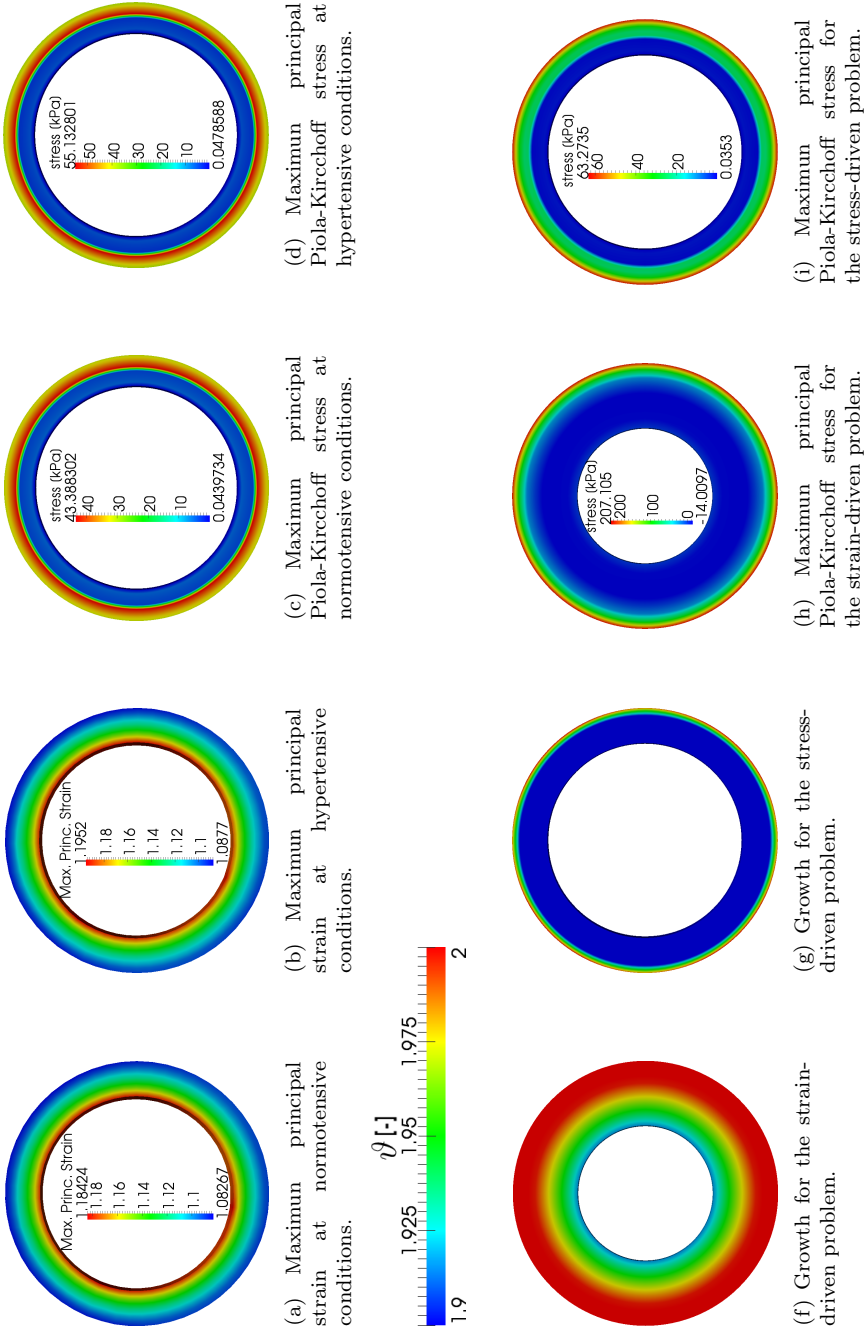 Max. Princ. Strain
1.18424
1.18
1.16
1.14
1.12
1.1
1.08267
(a) Maximun principal
strain at normotensive
conditions.
Max. Princ. Strain
1.1952
1.18
1.16
1.14
1.12
1.1
1.0877
(b) Maximun principal
strain at hypertensive
conditions.
stress (kPa)
43.388302
40
30
20
10
0.0439734
(c) Maximun principal
Piola-Kircchoff stress at
normotensive conditions.
stress (kPa)
55.132801
50
40
30
20
10
0.0478588
(d) Maximun principal
Piola-Kircchoff stress at
hypertensive conditions.
ϑ [-]
1.9 1.925 1.95 1.975 2
(f) Growth for the strain-
driven problem.
(g) Growth for the stress-
driven problem.
stress (kPa)
207.105
200
100
0
-14.0097
(h) Maximun principal
Piola-Kircchoff stress for
the strain-driven problem.
stress (kPa)
63.2735
60
40
20
0.0353
(i) Maximun principal
Piola-Kircchoff stress for
the stress-driven problem.